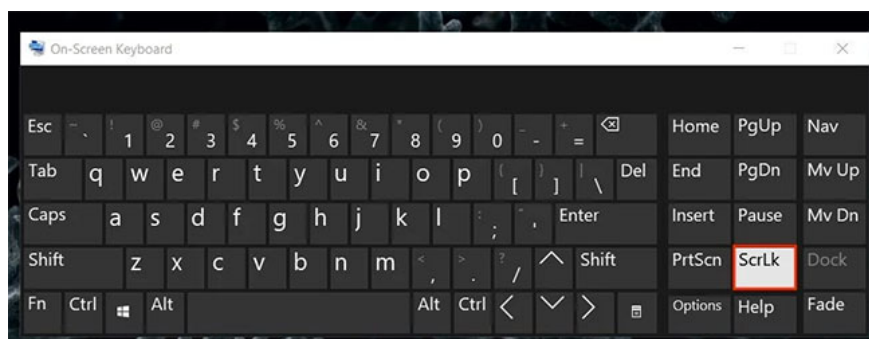 On-Screen Keyboard
Esc ~ ` ! 1 @ 2 # 3 $ 4 % 5 ^ 6 & 7 * 8 ( 9 ) 0 _ - + = Home PgUp Nav
Tab q w e r t y u i o p { [ } ] | \ Del End PgDn Mv Up
Caps a s d f g h j k l : ; " ' Enter Insert Pause Mv Dn
Shift z x c v b n m < , > . ? / Shift PrtScn ScrLk Dock
Fn Ctrl Alt Alt Ctrl Options Help Fade